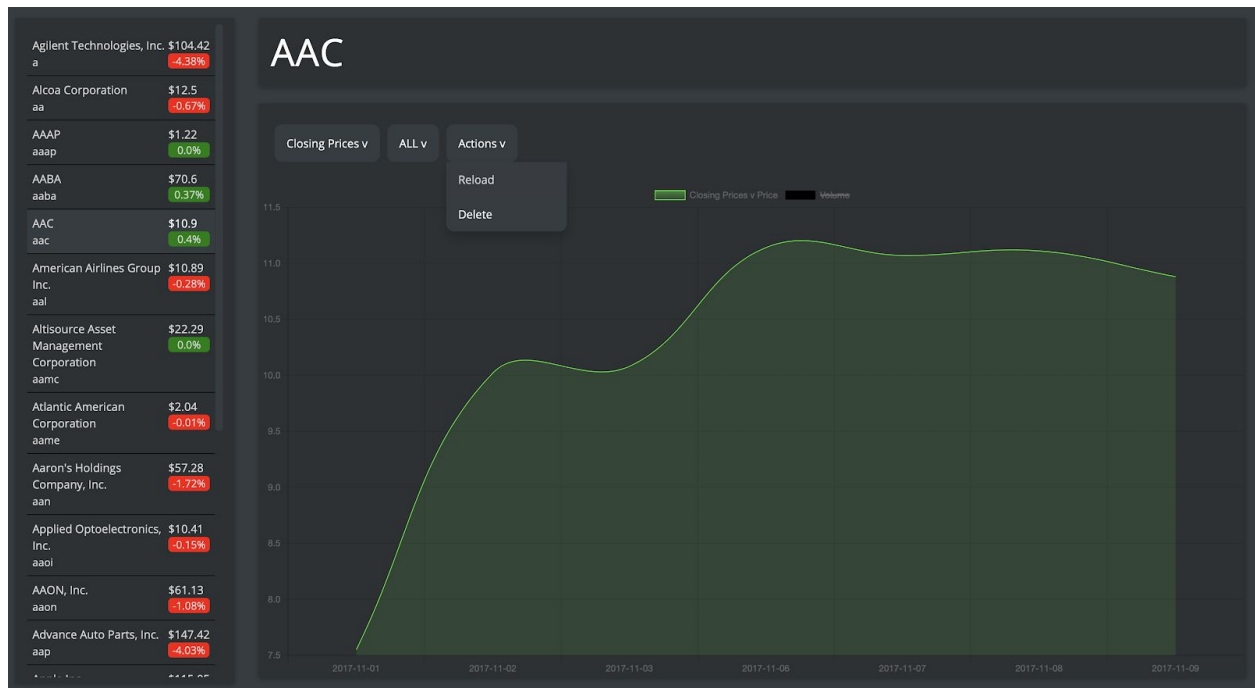 Agilent Technologies, Inc. $104.42
a -4.38%
Alcoa Corporation $12.5
aa -0.67%
AAAP $1.22
aaap 0.0%
AABA $70.6
aaba 0.37%
AAC $10.9
aac 0.4%
American Airlines Group $10.89
Inc. -0.28%
aal
Altisource Asset $22.29
Management 0.0%
Corporation
aamc
Atlantic American $2.04
Corporation -0.01%
aame
Aaron's Holdings $57.28
Company, Inc. -1.72%
aan
Applied Optoelectronics, $10.41
Inc. -0.15%
aaoi
AAON, Inc. $61.13
aaon -1.08%
Advance Auto Parts, Inc. $147.42
aap -4.03%
AAC
Closing Prices v ALL v Actions v
Reload
Delete
Closing Prices v Price Volume
11.5
11.0
10.5
10.0
9.5
9.0
8.5
8.0
7.5
2017-11-01 2017-11-02 2017-11-03 2017-11-06 2017-11-07 2017-11-08 2017-11-09